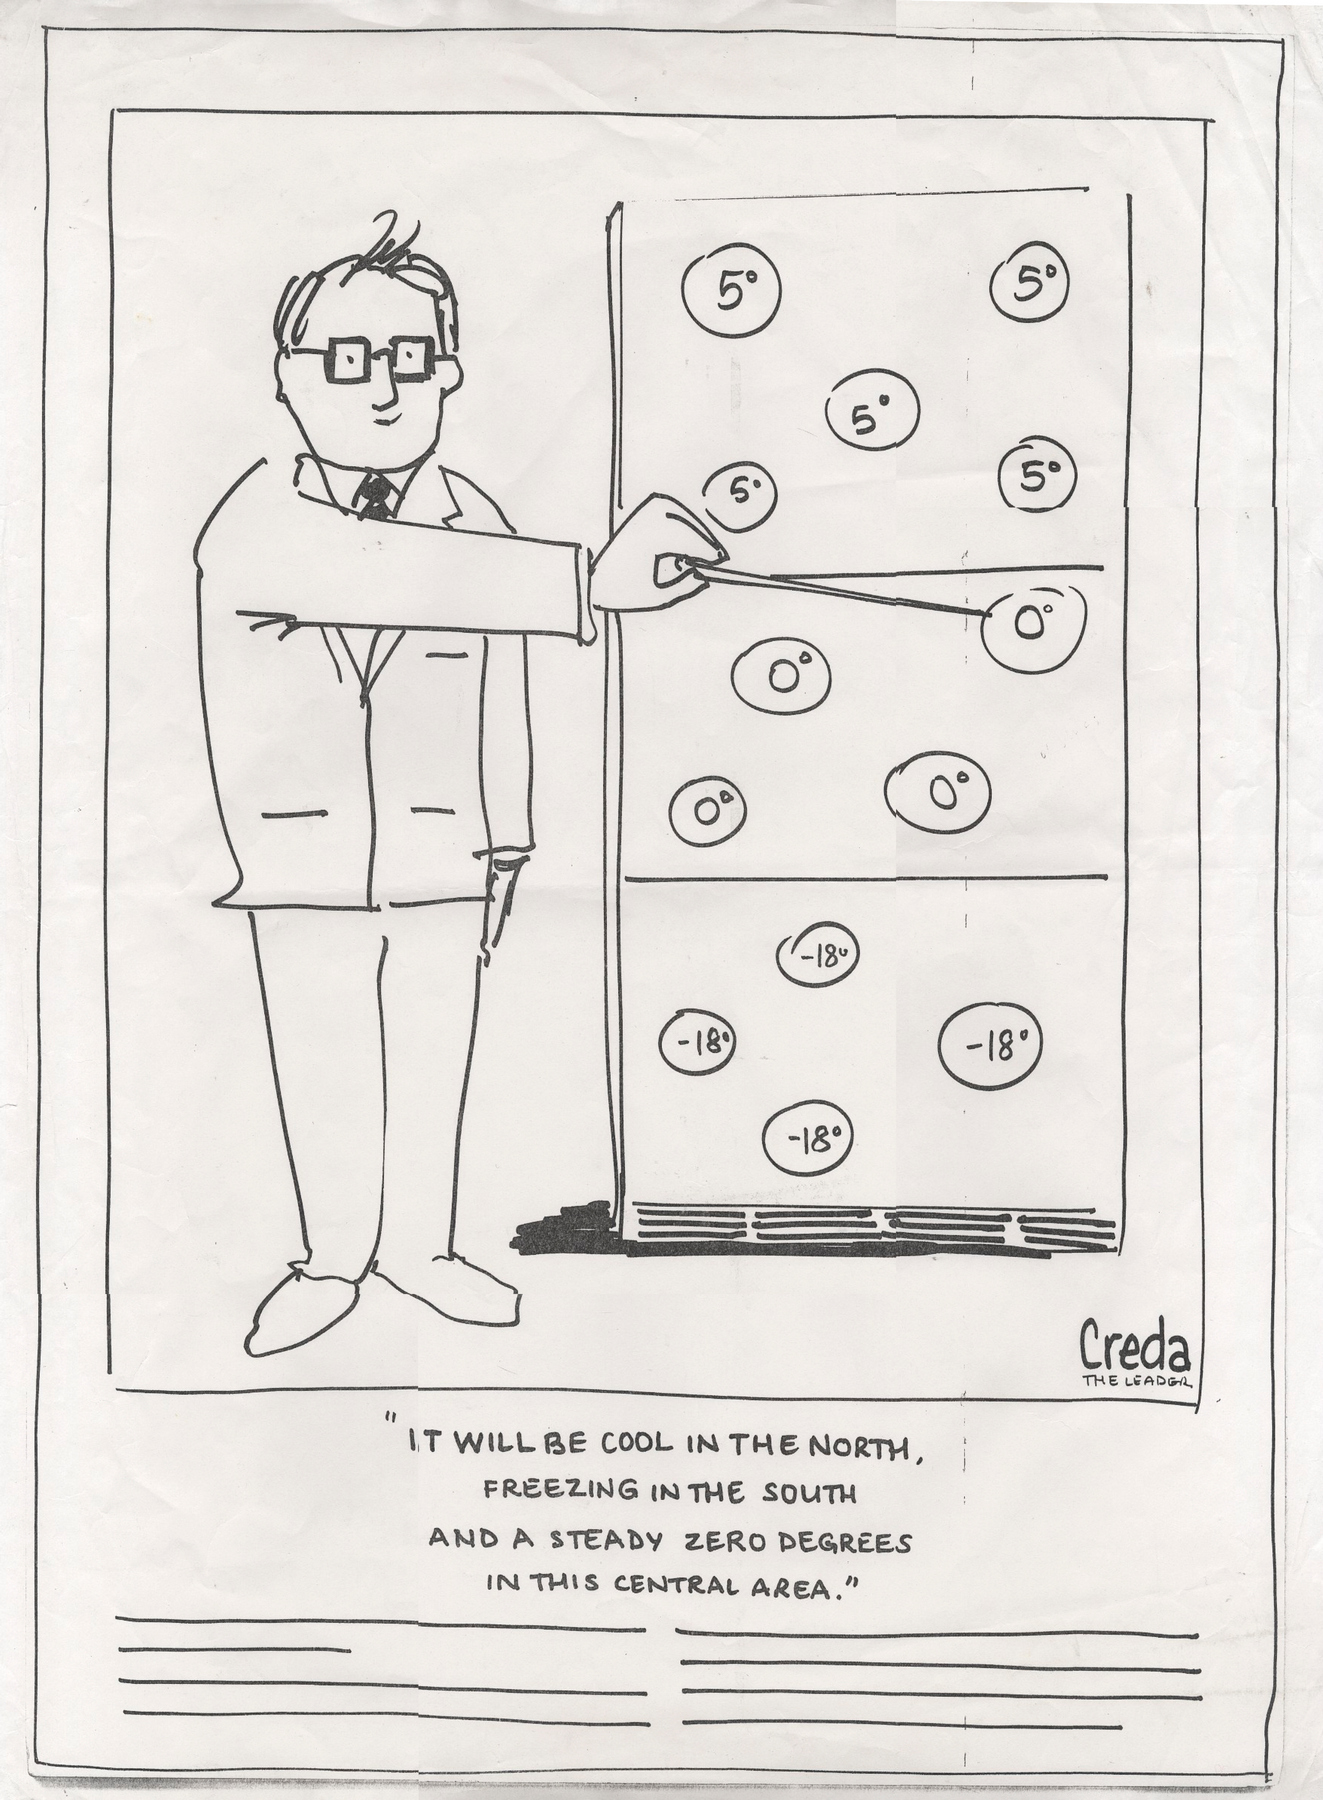 5° 5°
5°
5° 5°
0°
0°
0° 0°
-18°
-18° -18°
-18°
Creda
THE LEADER
"IT WILL BE COOL IN THE NORTH,
FREEZING IN THE SOUTH
AND A STEADY ZERO DEGREES
IN THIS CENTRAL AREA."